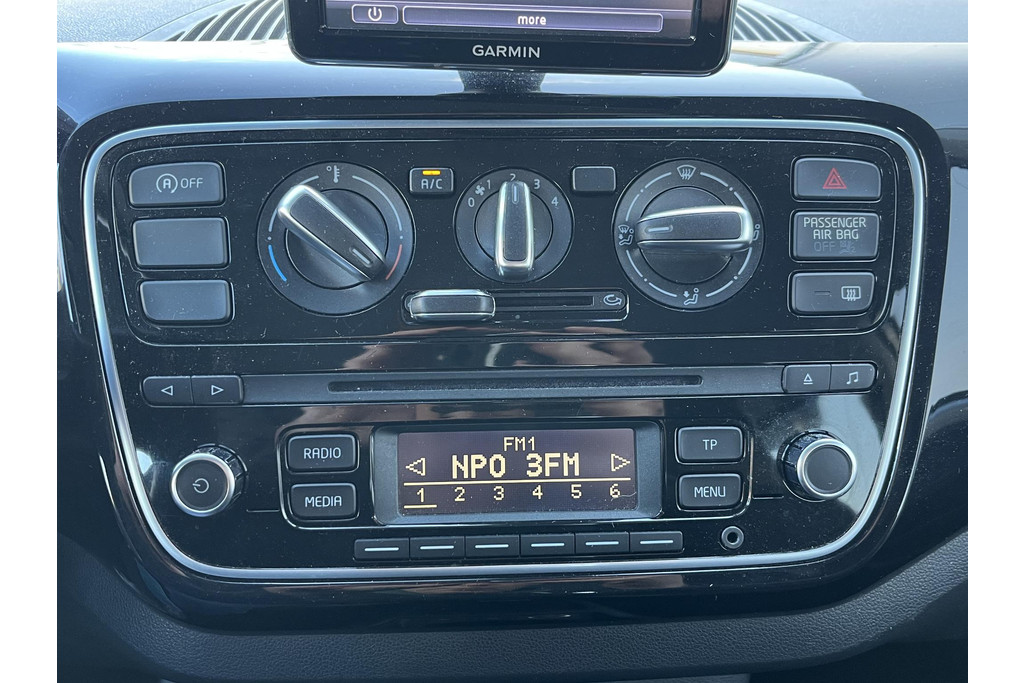 more
GARMIN
A OFF
A/C
0 1 2 3 4
PASSENGER
AIR BAG
OFF
RADIO
MEDIA
FM1
NPO 3FM
1 2 3 4 5 6
TP
MENU